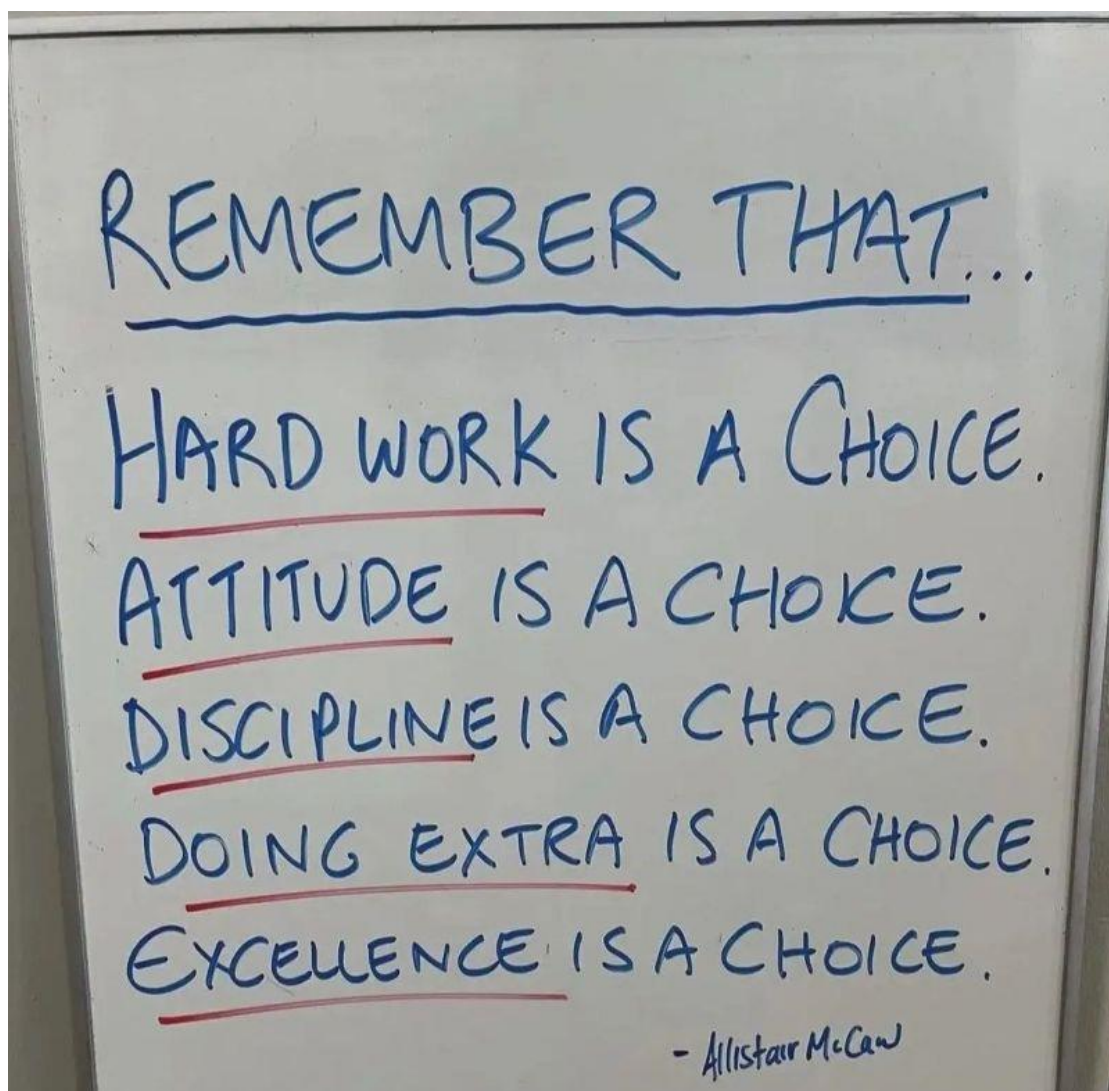 REMEMBER THAT...
HARD WORK IS A CHOICE.
ATTITUDE IS A CHOICE.
DISCIPLINE IS A CHOICE.
DOING EXTRA IS A CHOICE.
EXCELLENCE IS A CHOICE.
- Allistair McCaw